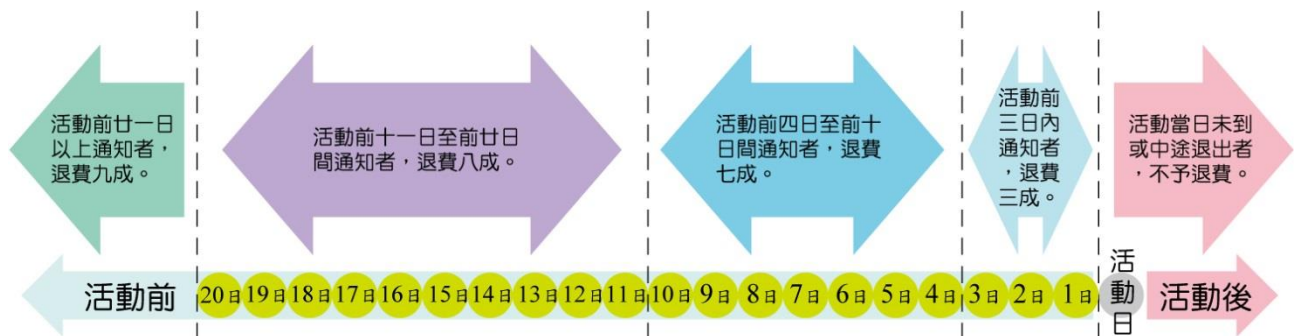 活動前廿一日
以上通知者，
退費九成。
活動前十一日至前廿日
間通知者，退費八成。
活動前四日至前十
日間通知者，退費
七成。
活動前
三日內
通知者
，退費
三成。
活動當日未到
或中途退出者
，不予退費。
活動前
20日 19日 18日 17日 16日 15日 14日 13日 12日 11日 10日 9日 8日 7日 6日 5日 4日 3日 2日 1日
活動日
活動後